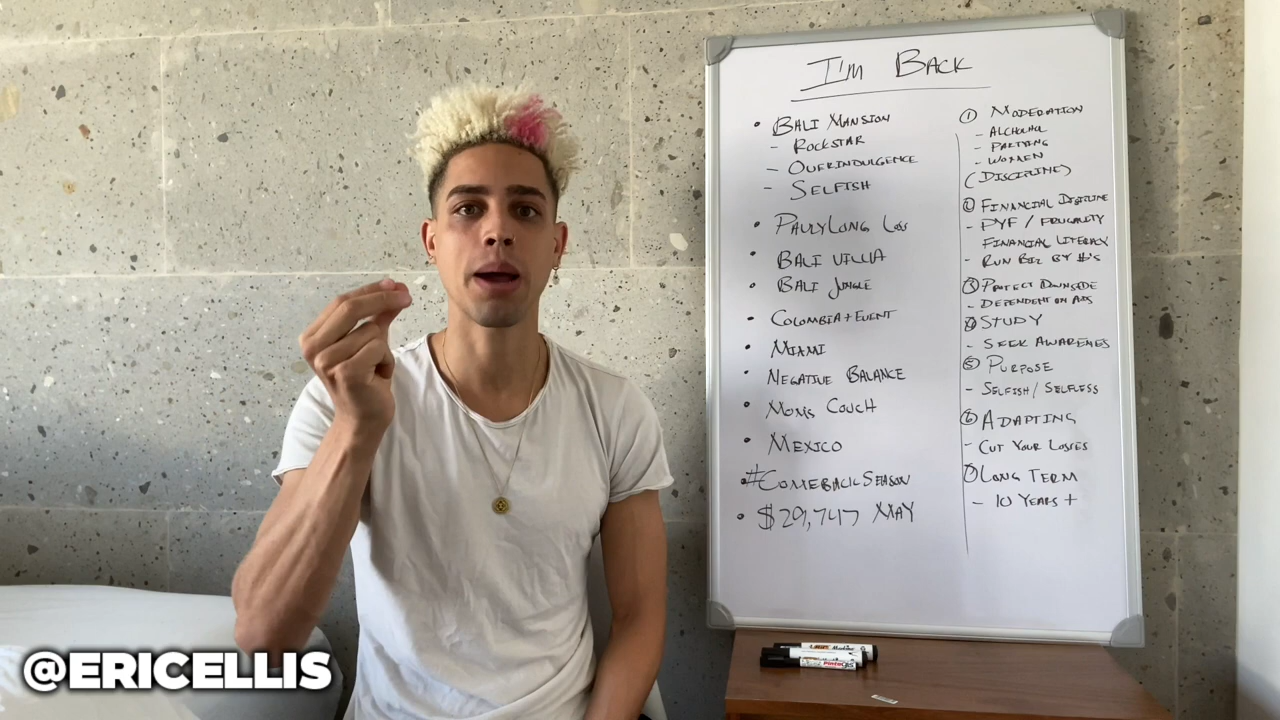 I'm Back
• Bali Mansion
- Rockstar
- Overindulgence
- Selfish
• PaulyLong Loss
• Bali Villa
• Bali Jungle
• Colombia + Event
• Miami
• Negative Balance
• Mom's Couch
• Mexico
• #ComebackSeason
• $29,747 May
① Moderation
- Alcohol
- Partying
- Women
(Discipline)
② Financial Discipline
- PYF / Frugality
Financial Literacy
- Run Biz By #'s
③ Protect Downside
- Dependent on Ads
④ Study
- Seek Awareness
⑤ Purpose
- Selfish / Selfless
⑥ Adapting
- Cut Your Losses
⑦ Long Term
- 10 Years +
@ERICELLIS